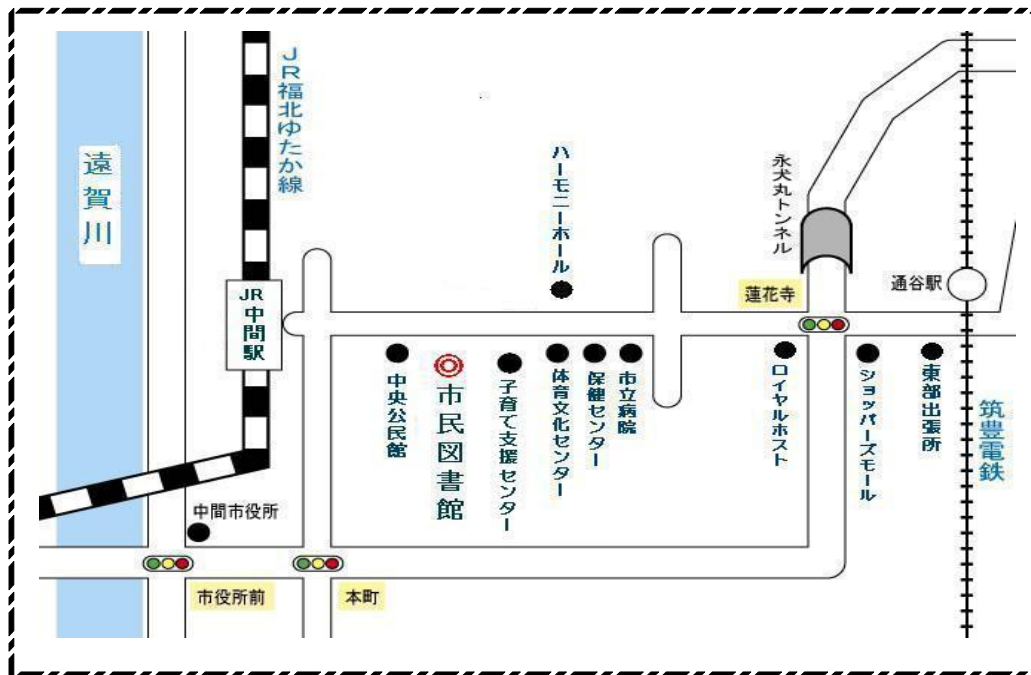 遠賀川
JR福北ゆたか線
JR
中間駅
ハーモニーホール
永犬丸トンネル
蓮花寺
通谷駅
中央公民館
市民図書館
子育て支援センター
体育文化センター
保健センター
市立病院
ロイヤルホスト
ショッパーズモール
東部出張所
筑豊電鉄
中間市役所
市役所前
本町